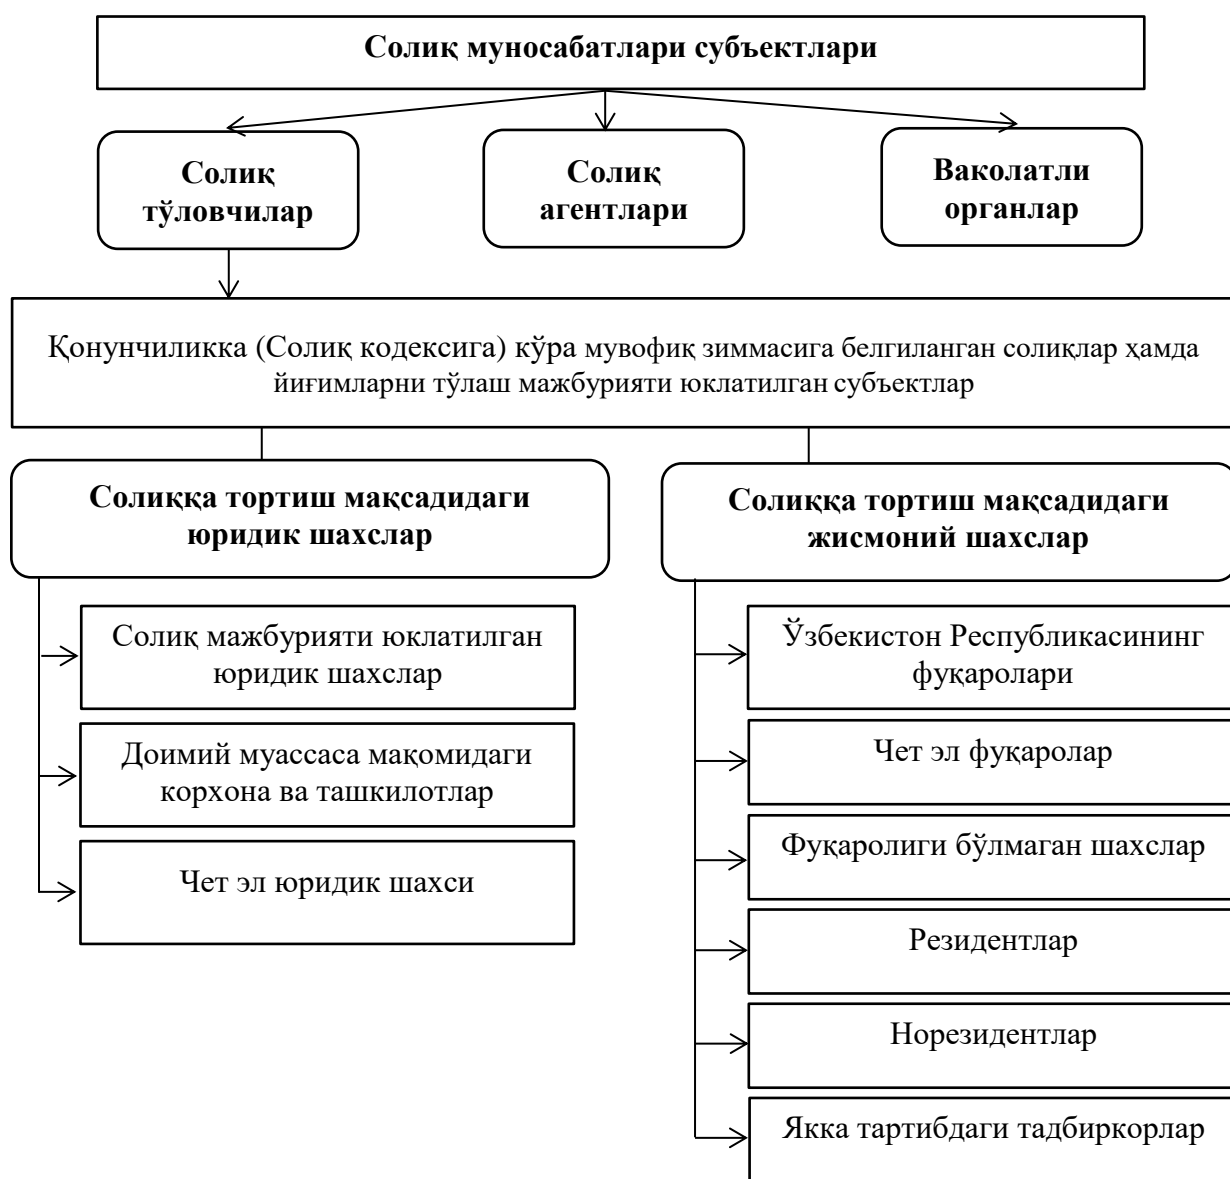 Солиқ муносабатлари субъектлари
Солиқ
тўловчилар
Солиқ
агентлари
Ваколатли
органлар
Қонунчиликка (Солиқ кодексига) кўра мувофиқ зиммасига белгиланган солиқлар ҳамда
йиғимларни тўлаш мажбурияти юклатилган субъектлар
Солиққа тортиш мақсадидаги
юридик шахслар
Солиқ мажбурияти юклатилган
юридик шахслар
Доимий муассаса мақомидаги
корхона ва ташкилотлар
Чет эл юридик шахси
Солиққа тортиш мақсадидаги
жисмоний шахслар
Ўзбекистон Республикасининг
фуқаролари
Чет эл фуқаролар
Фуқаролиги бўлмаган шахслар
Резидентлар
Норезидентлар
Якка тартибдаги тадбиркорлар